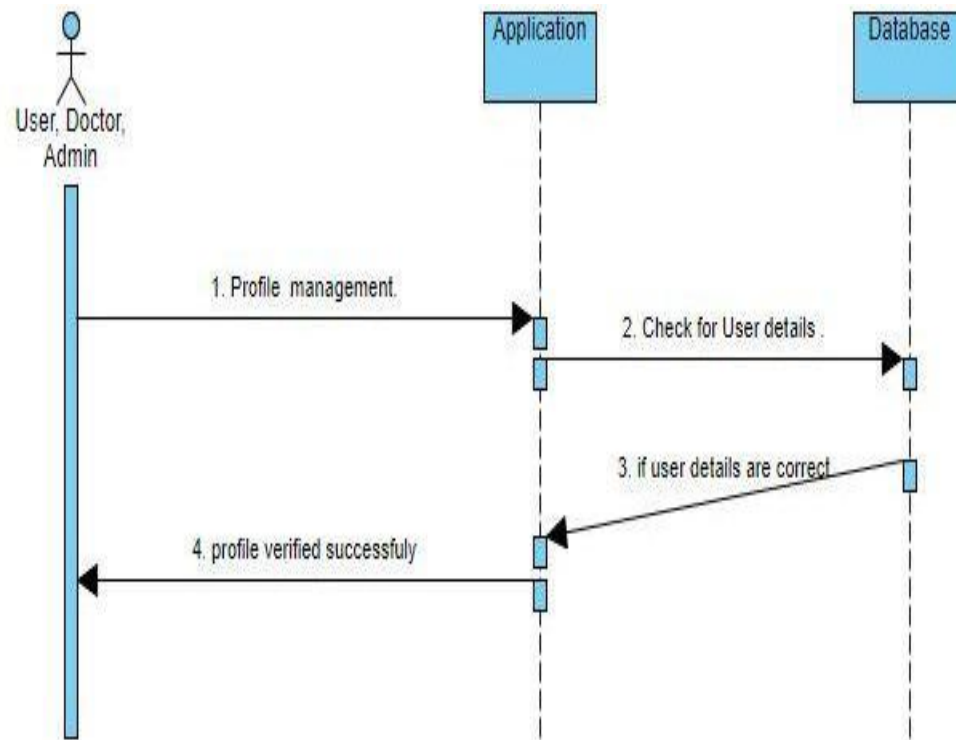 Application
Database
User, Doctor,
Admin
1. Profile management.
2. Check for User details .
3. if user details are correct
4. profile verified successfuly